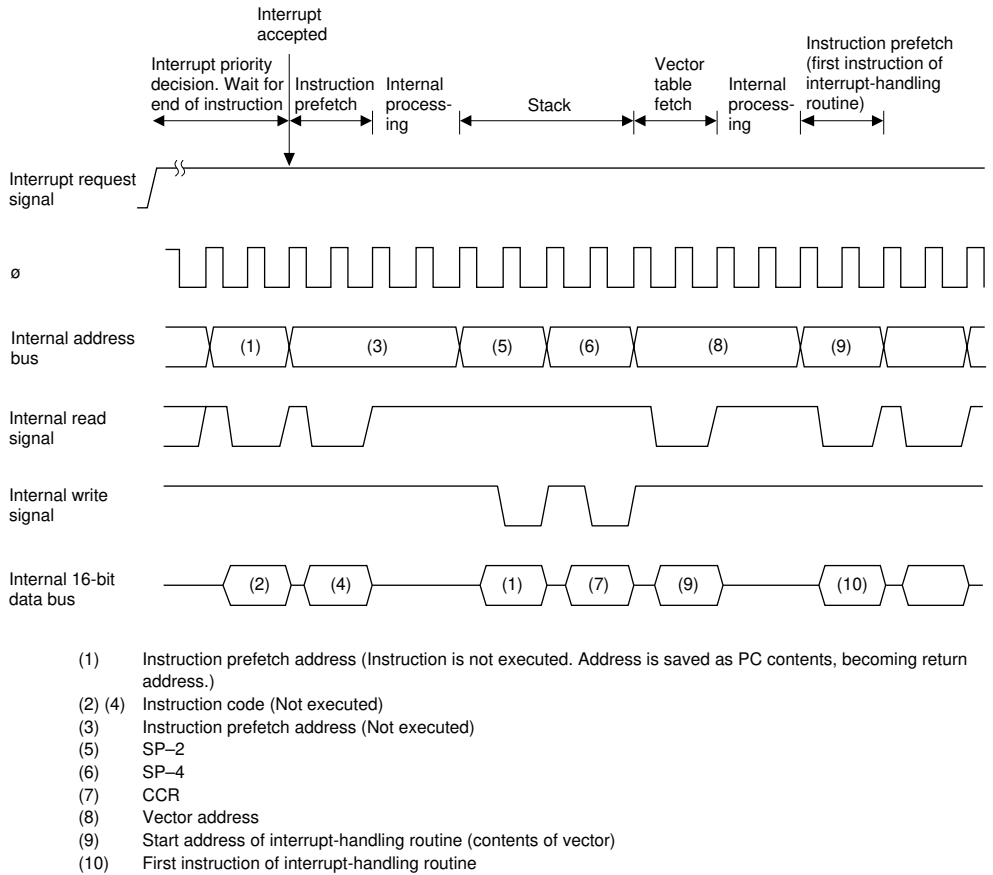 Interrupt
accepted
Interrupt priority
decision. Wait for
end of instruction
Instruction
prefetch
Internal
process-
ing
Stack
Vector
table
fetch
Internal
process-
ing
Instruction prefetch
(first instruction of
interrupt-handling
routine)
Interrupt request
signal
ø
Internal address
bus
(1)
(3)
(5)
(6)
(8)
(9)
Internal read
signal
Internal write
signal
Internal 16-bit
data bus
(2)
(4)
(1)
(7)
(9)
(10)
(1) Instruction prefetch address (Instruction is not executed. Address is saved as PC contents, becoming return
address.)
(2) (4) Instruction code (Not executed)
(3) Instruction prefetch address (Not executed)
(5) SP–2
(6) SP–4
(7) CCR
(8) Vector address
(9) Start address of interrupt-handling routine (contents of vector)
(10) First instruction of interrupt-handling routine